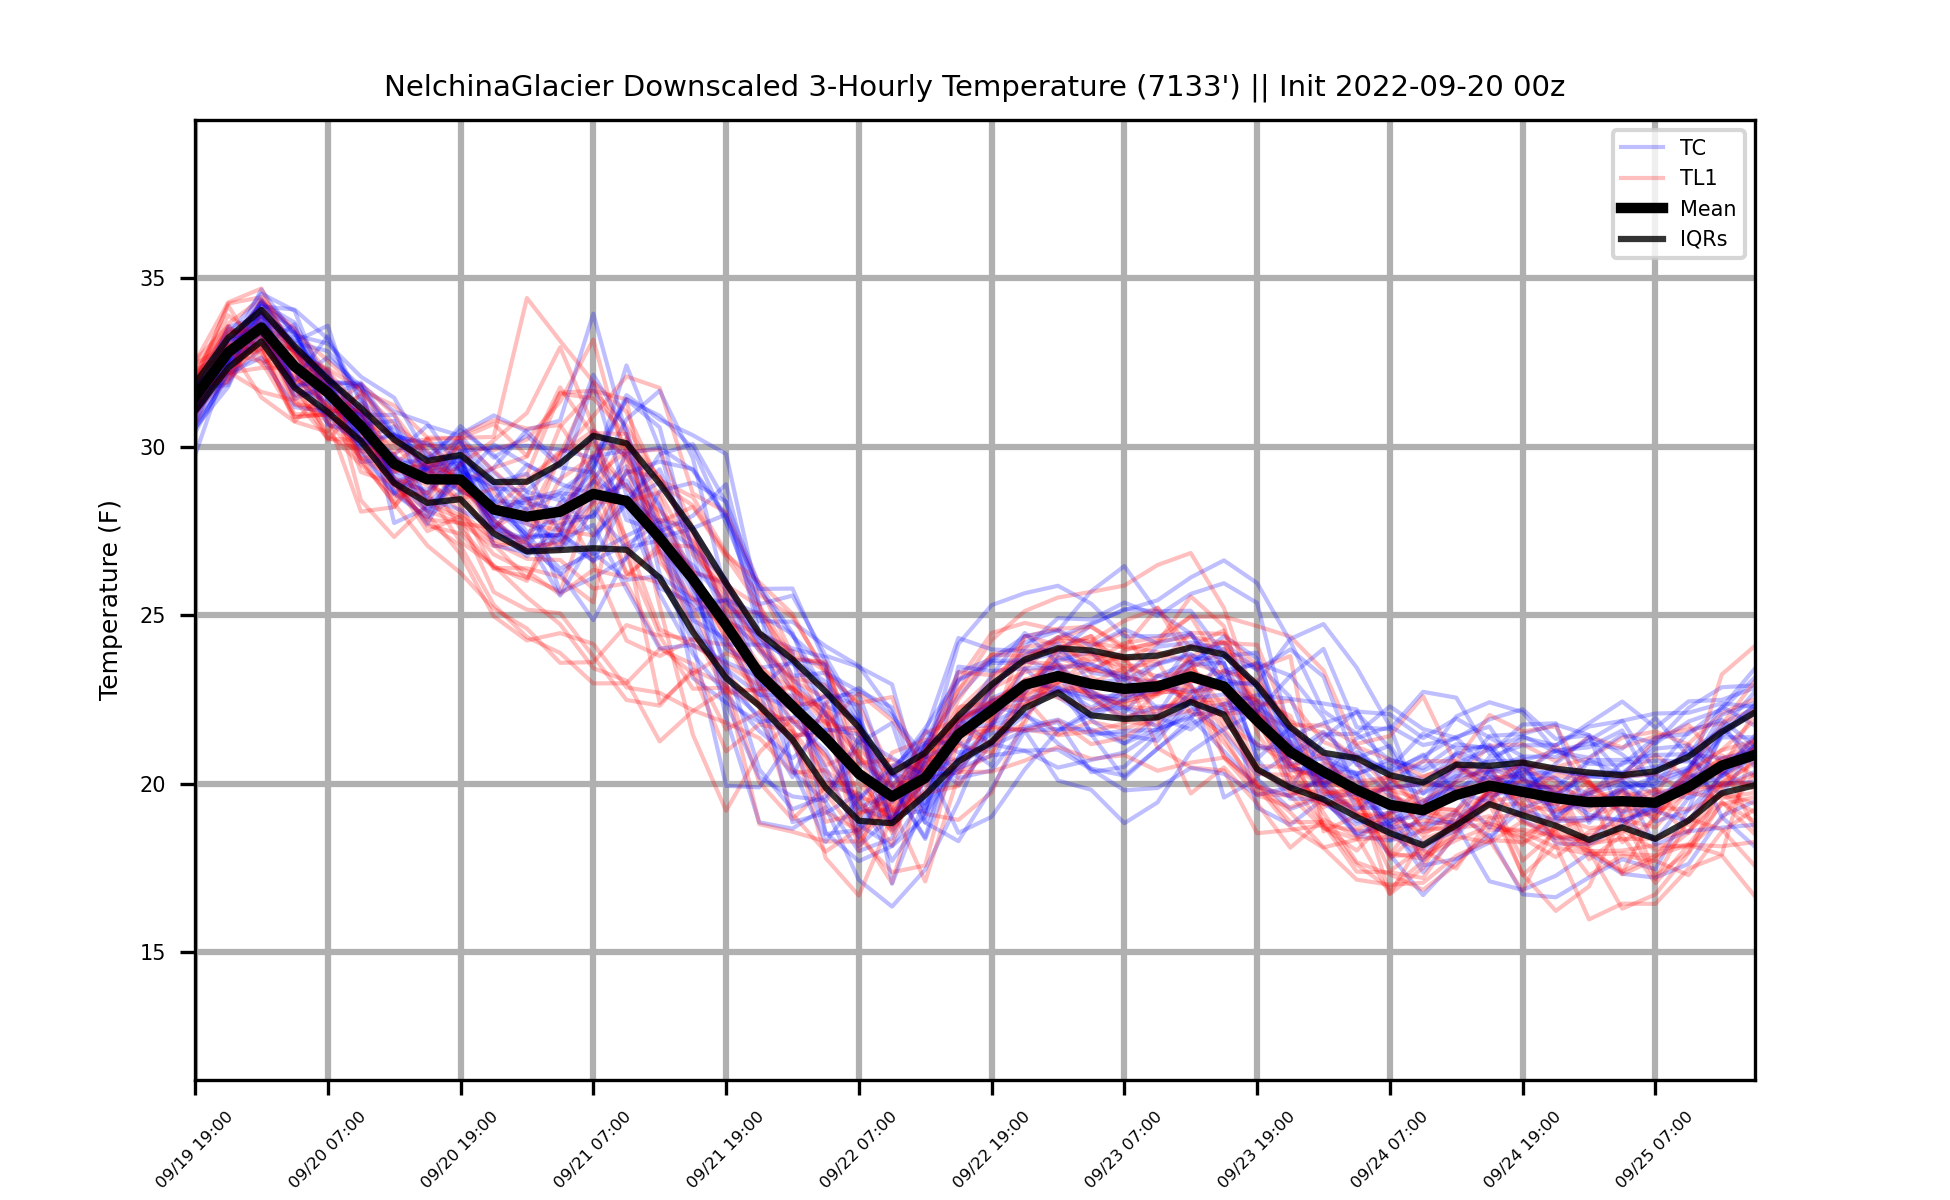 NelchinaGlacier Downscaled 3-Hourly Temperature (7133') || Init 2022-09-20 00z
TC
TL1
Mean
IQRs
Temperature (F)
35
30
25
20
15
09/19 19:00
09/20 07:00
09/20 19:00
09/21 07:00
09/21 19:00
09/22 07:00
09/22 19:00
09/23 07:00
09/23 19:00
09/24 07:00
09/24 19:00
09/25 07:00